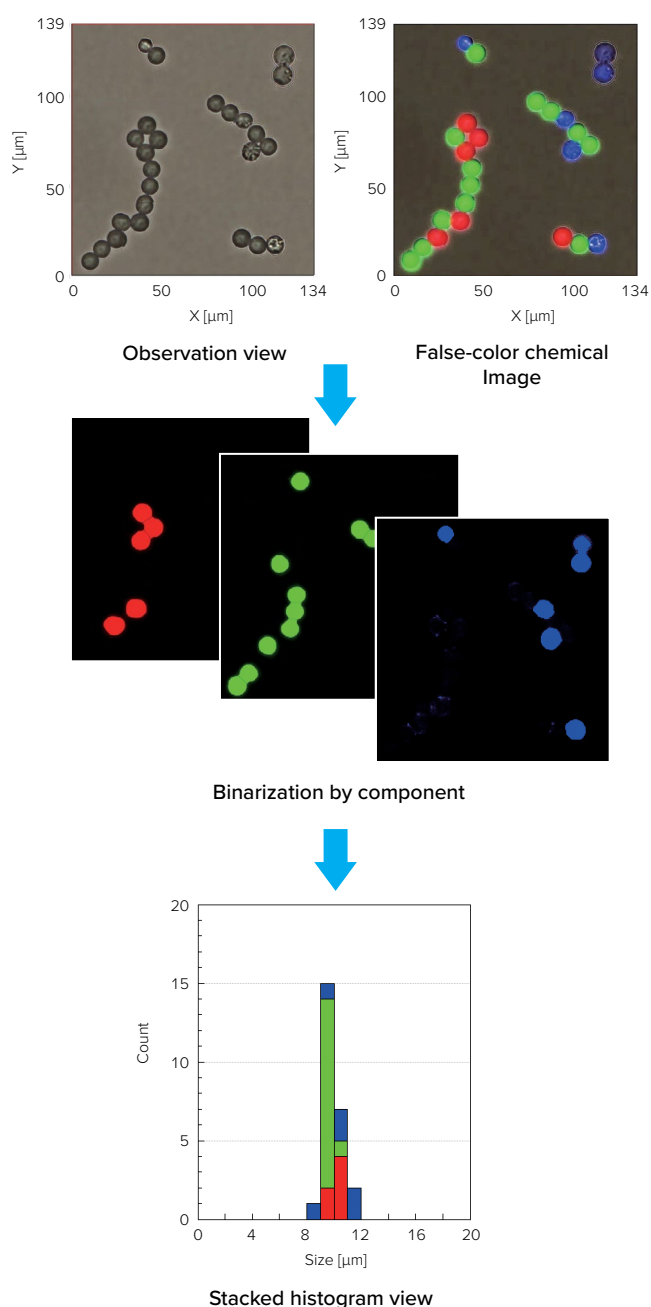 139
100
50
0
Y [µm]
0
50
100
134
X [µm]
Observation view
139
100
50
0
Y [µm]
0
50
100
134
X [µm]
False-color chemical
Image
Binarization by component
20
15
10
5
0
Count
0
4
8
12
16
20
Size [µm]
Stacked histogram view